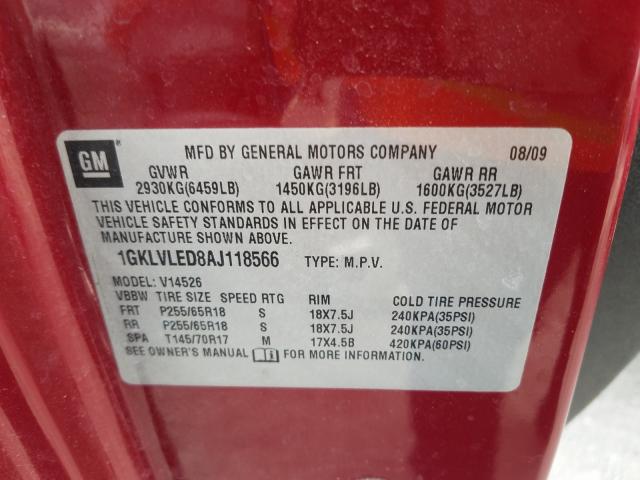 GM
MFD BY GENERAL MOTORS COMPANY 08/09
GVWR GAWR FRT GAWR RR
2930KG(6459LB) 1450KG(3196LB) 1600KG(3527LB)
THIS VEHICLE CONFORMS TO ALL APPLICABLE U.S. FEDERAL MOTOR
VEHICLE SAFETY STANDARDS IN EFFECT ON THE DATE OF
MANUFACTURE SHOWN ABOVE.
1GKLVLED8AJ118566 TYPE: M.P.V.
MODEL: V14526
VBBW TIRE SIZE SPEED RTG RIM COLD TIRE PRESSURE
FRT P255/65R18 S 18X7.5J 240KPA(35PSI)
RR P255/65R18 S 18X7.5J 240KPA(35PSI)
SPA T145/70R17 M 17X4.5B 420KPA(60PSI)
SEE OWNER'S MANUAL FOR MORE INFORMATION.